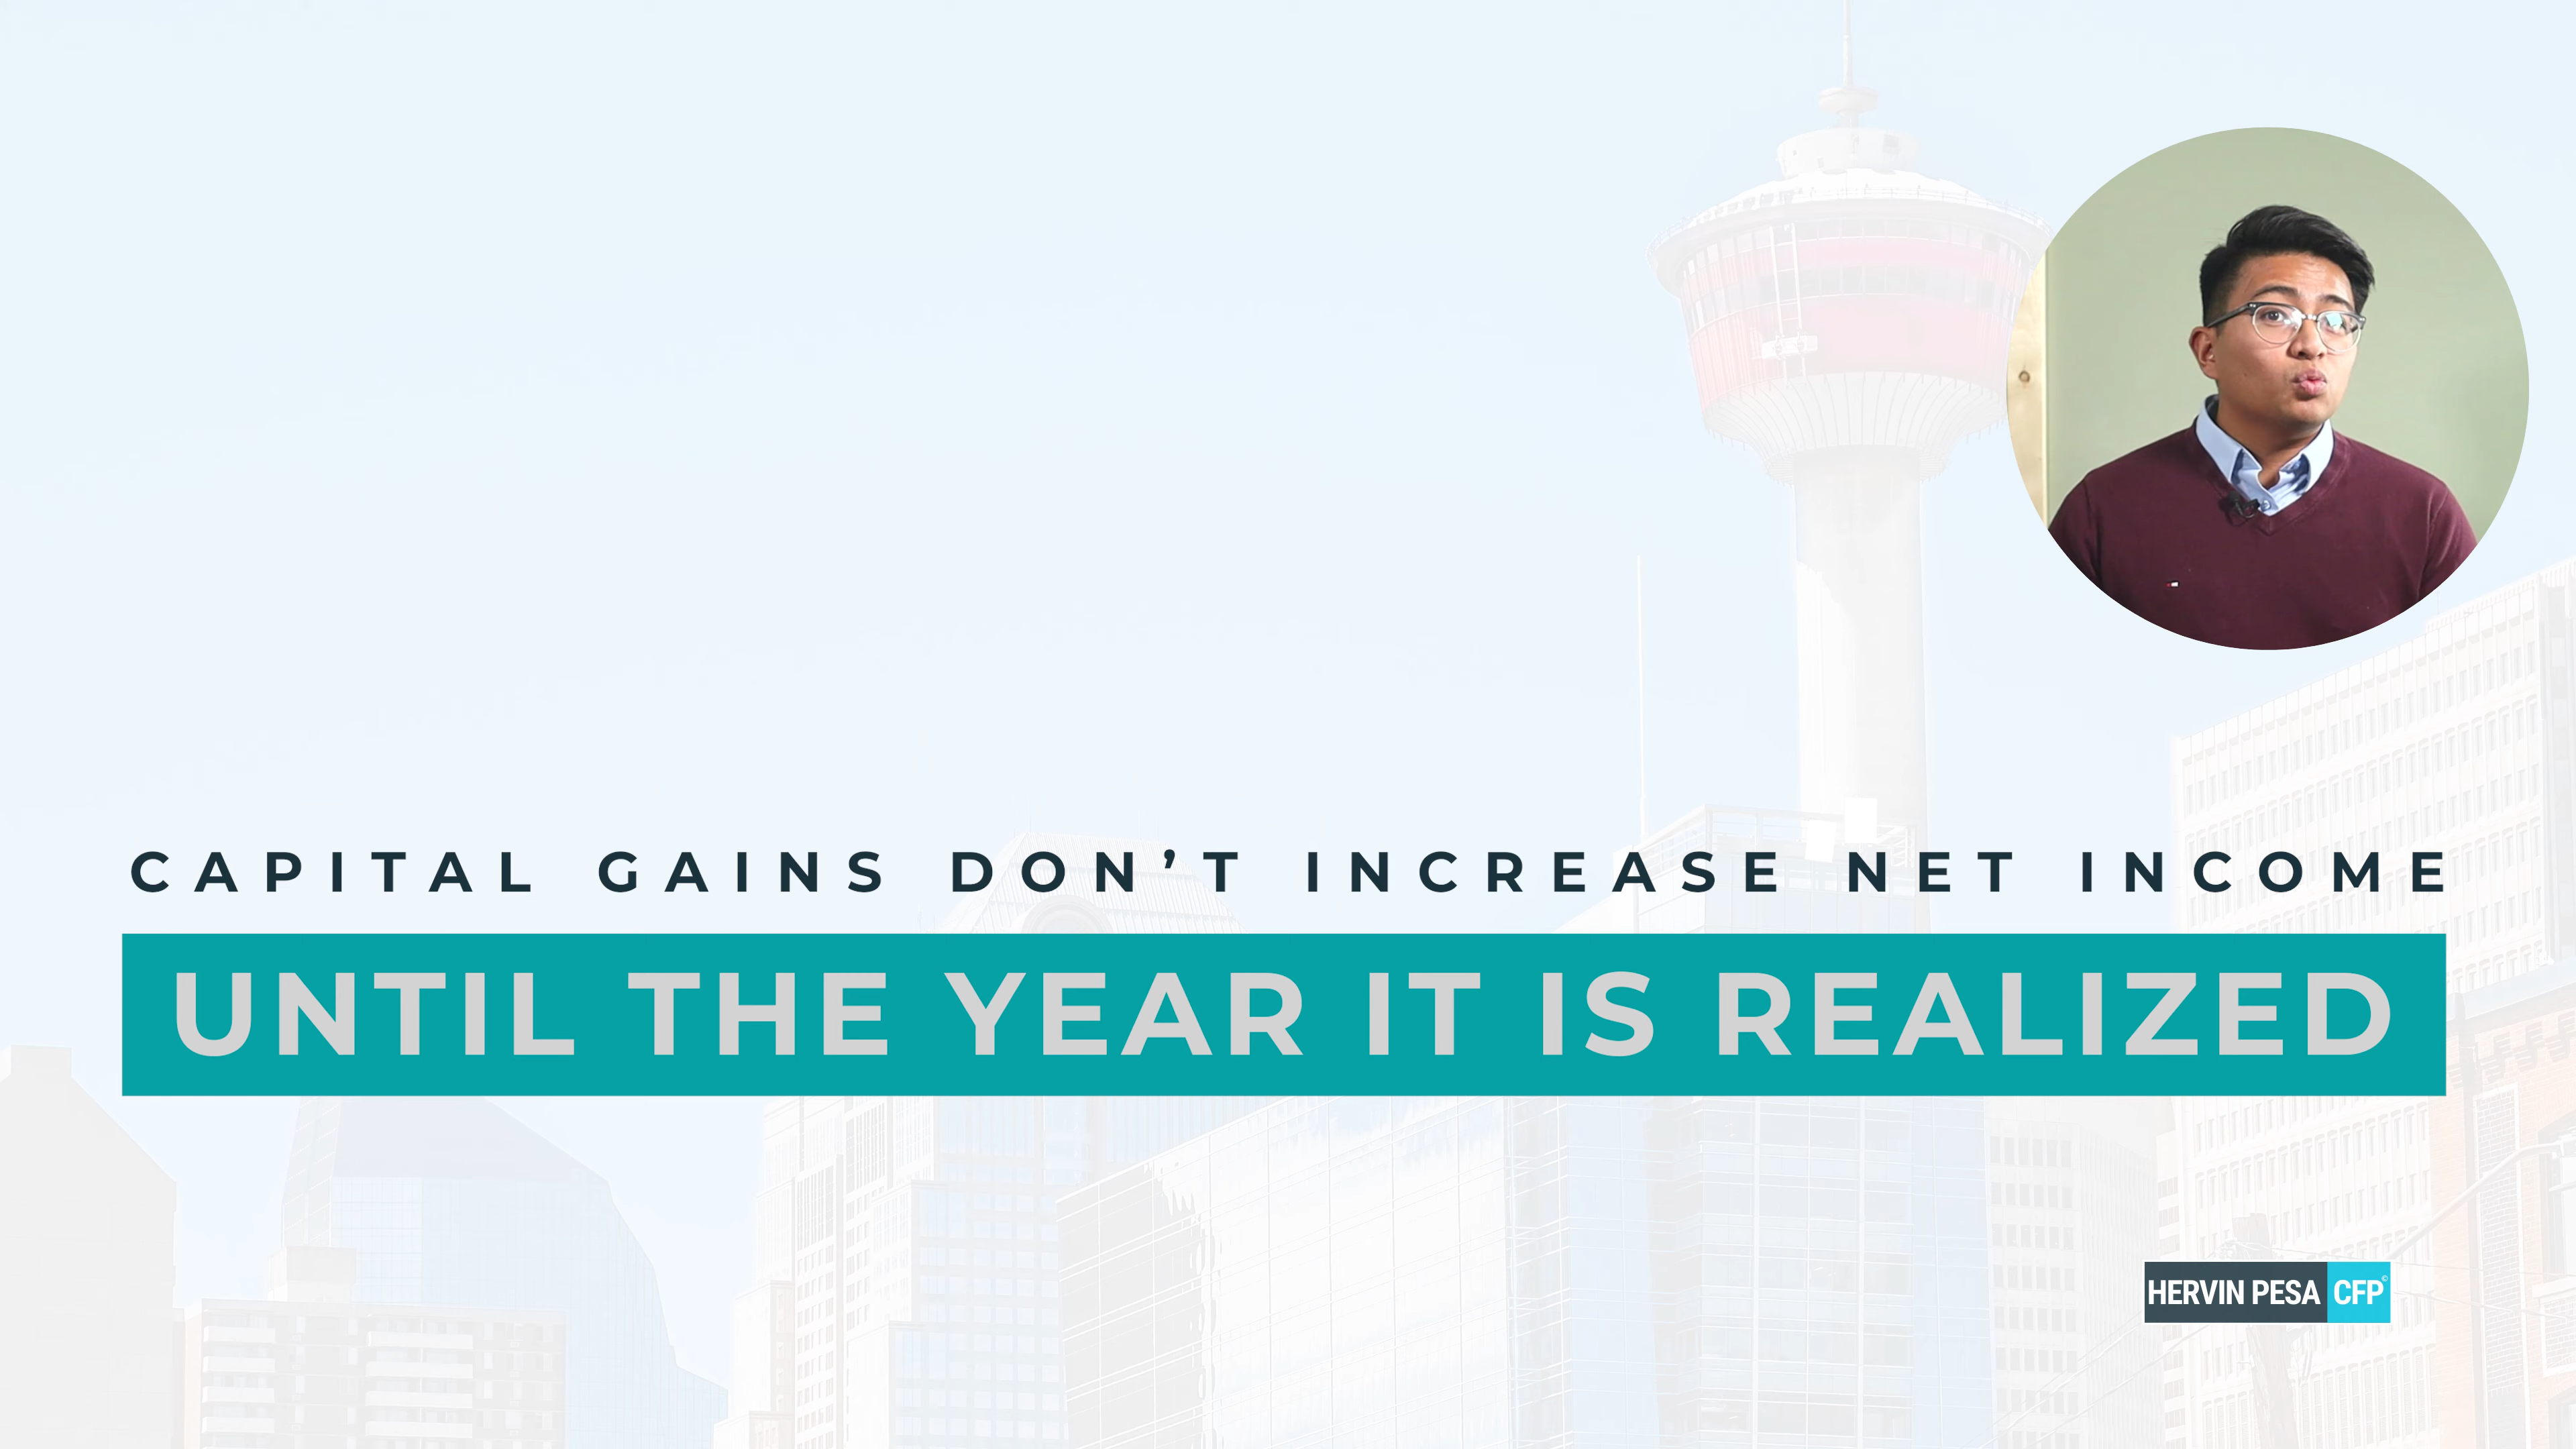 CAPITAL GAINS DON’T INCREASE NET INCOME
UNTIL THE YEAR IT IS REALIZED
HERVIN PESA CFP©